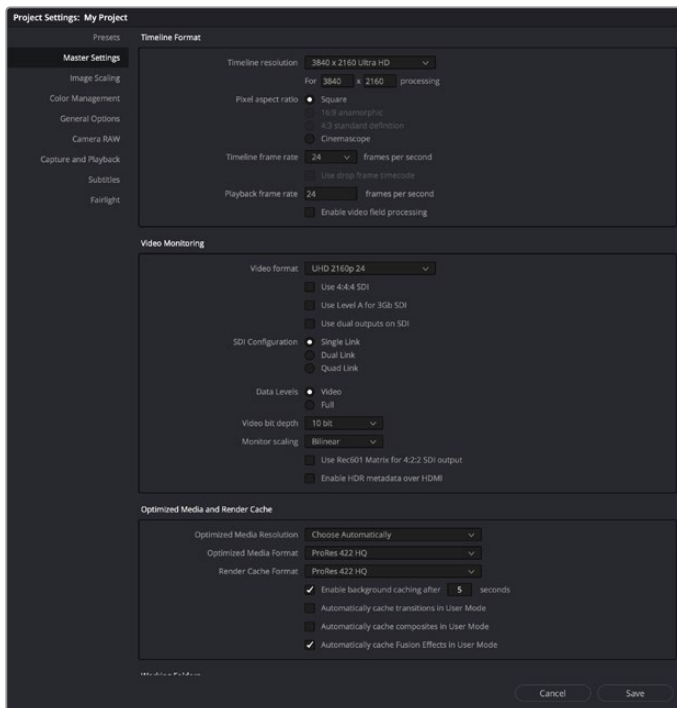 Project Settings: My Project
Presets
Master Settings
Image Scaling
Color Management
General Options
Camera RAW
Capture and Playback
Subtitles
Fairlight
Timeline Format
Timeline resolution 3840 x 2160 Ultra HD
For 3840 x 2160 processing
Pixel aspect ratio Square
16:9 anamorphic
4:3 standard definition
Cinemascope
Timeline frame rate 24 frames per second
Use drop frame timecode
Playback frame rate 24 frames per second
Enable video field processing
Video Monitoring
Video format UHD 2160p 24
Use 4:4:4 SDI
Use Level A for 3Gb SDI
Use dual outputs on SDI
SDI Configuration Single Link
Dual Link
Quad Link
Data Levels Video
Full
Video bit depth 10 bit
Monitor scaling Bilinear
Use Rec601 Matrix for 4:2:2 SDI output
Enable HDR metadata over HDMI
Optimized Media and Render Cache
Optimized Media Resolution Choose Automatically
Optimized Media Format ProRes 422 HQ
Render Cache Format ProRes 422 HQ
Enable background caching after 5 seconds
Automatically cache transitions in User Mode
Automatically cache composites in User Mode
Automatically cache Fusion Effects in User Mode
Working Folders
Cancel Save